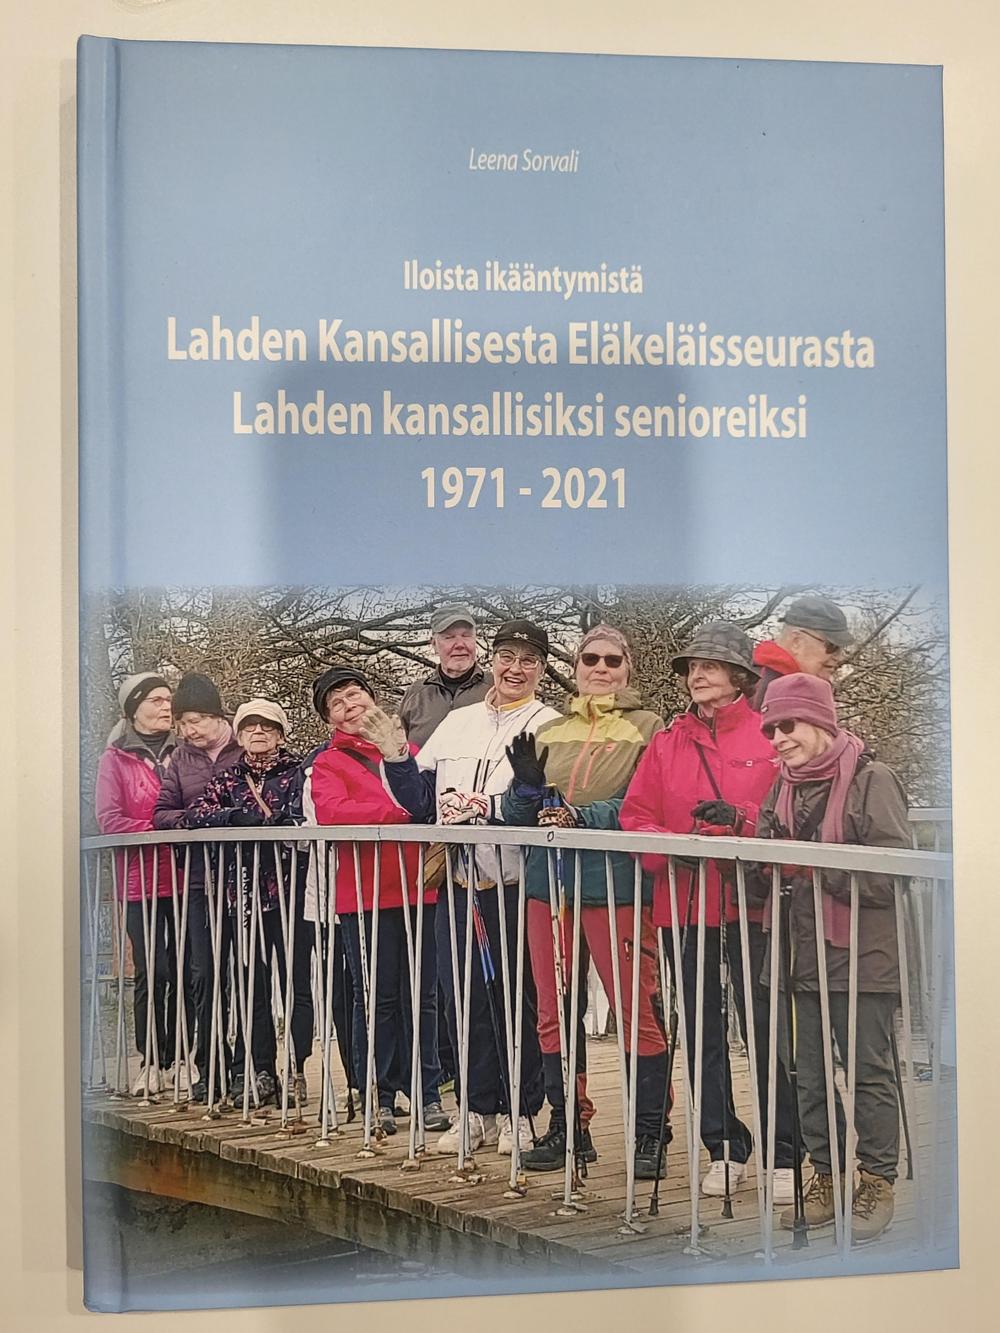 Leena Sorvali
Iloista ikääntymistä
Lahden Kansallisesta Eläkeläisseurasta
Lahden kansallisiksi senioreiksi
1971 - 2021